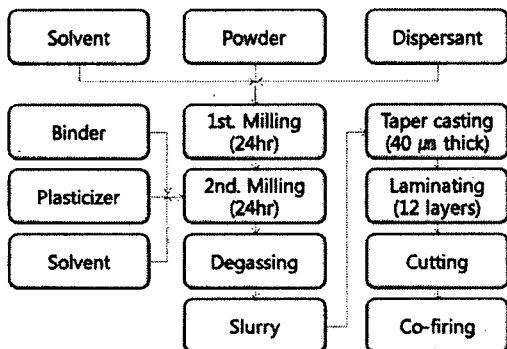 Solvent
Powder
Dispersant
Binder
1st. Milling
(24hr)
Taper casting
(40 ㎛ thick)
Plasticizer
2nd. Milling
(24hr)
Laminating
(12 layers)
Solvent
Degassing
Cutting
Slurry
Co-firing